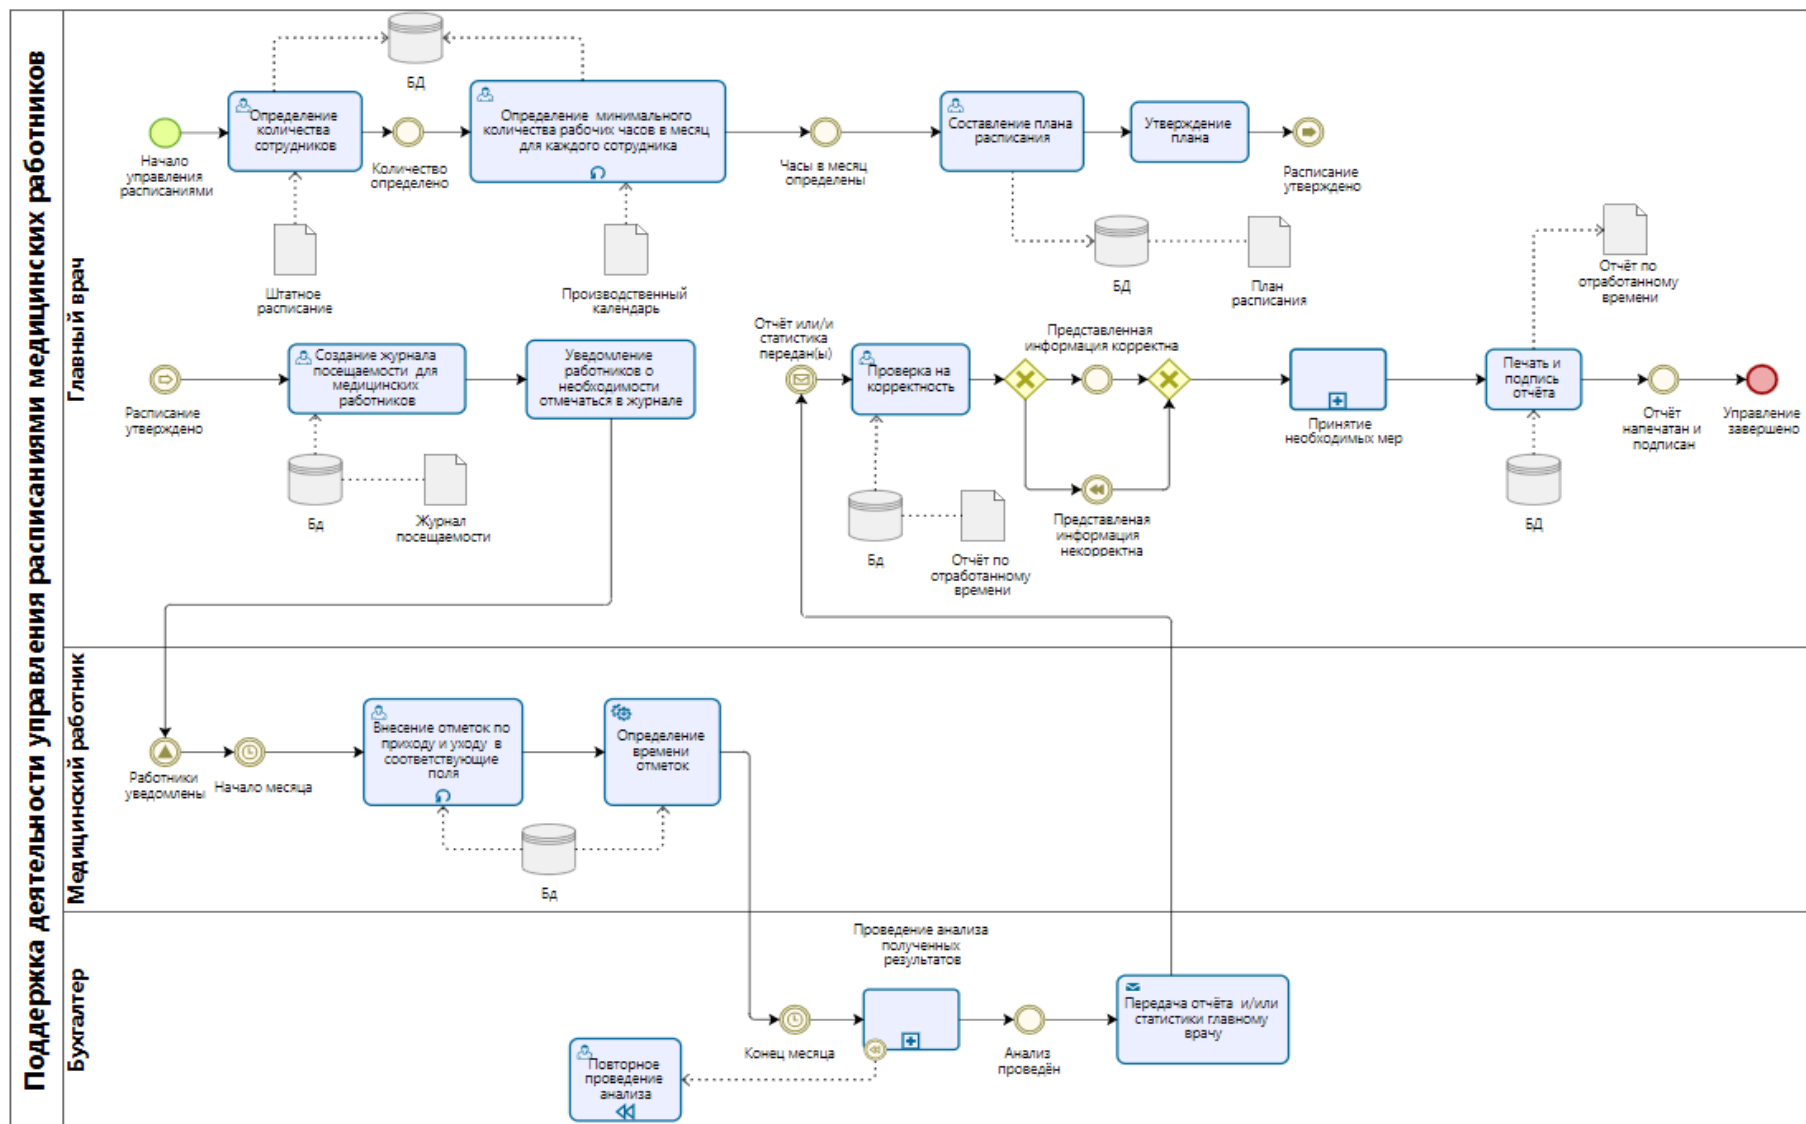 Поддержка деятельности управления расписаниями медицинских работников
Главный врач
БД
Определение
количества
сотрудников
Определение минимального
количества рабочих часов в месяц
для каждого сотрудника
Составление плана
расписания
Утверждение
плана
Начало
управления
расписаниями
Количество
определено
Часы в месяц
определены
Расписание
утверждено
Штатное
расписание
Производственный
календарь
БД
План
расписания
Отчёт по
отработанному
времени
Расписание
утверждено
Создание журнала
посещаемости для
медицинских
работников
Уведомление
работников о
необходимости
отмечаться в журнале
Бд
Журнал
посещаемости
Отчёт или/и
статистика
передан(ы)
Проверка на
корректность
Представленная
информация корректна
Представленая
информация
некорректна
Бд
Отчёт по
отработанному
времени
Принятие
необходимых мер
Печать и
подпись
отчёта
БД
Отчёт
напечатан и
подписан
Управление
завершено
Медицинский работник
Работники
уведомлены
Начало месяца
Внесение отметок по
приходу и уходу в
соответствующие
поля
Определение
времени
отметок
Бд
Бухгалтер
Проведение анализа
полученных
результатов
Конец месяца
Повторное
проведение
анализа
Анализ
проведён
Передача отчёта и/или
статистики главному
врачу